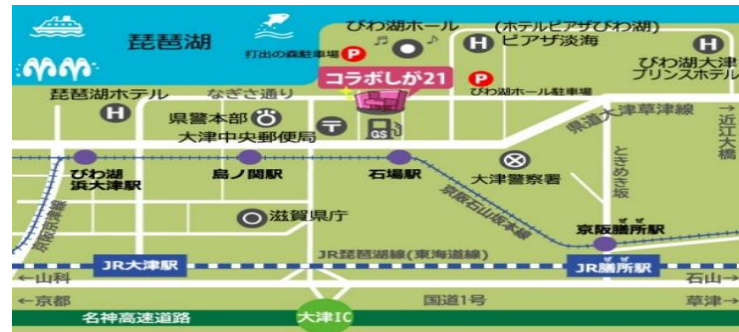 琵琶湖
打出の森駐車場
P
びわ湖ホール
(ホテルピアザびわ湖)
H
ピアザ淡海
H
びわ湖大津
プリンスホテル
コラボしが21
P
びわ湖ホール駐車場
琵琶湖ホテル
H
なぎさ通り
県警本部
大津中央郵便局
〒
GS
県道大津草津線
→近江大橋
びわ湖
浜大津駅
島ノ関駅
石場駅
大津警察署
ときめき坂
京阪京津線
滋賀県庁
京阪石山坂本線
ぜぜ
京阪膳所駅
JR琵琶湖線(東海道線)
JR大津駅
ぜぜ
JR膳所駅
←山科
石山→
←京都
国道1号
草津→
名神高速道路
大津IC